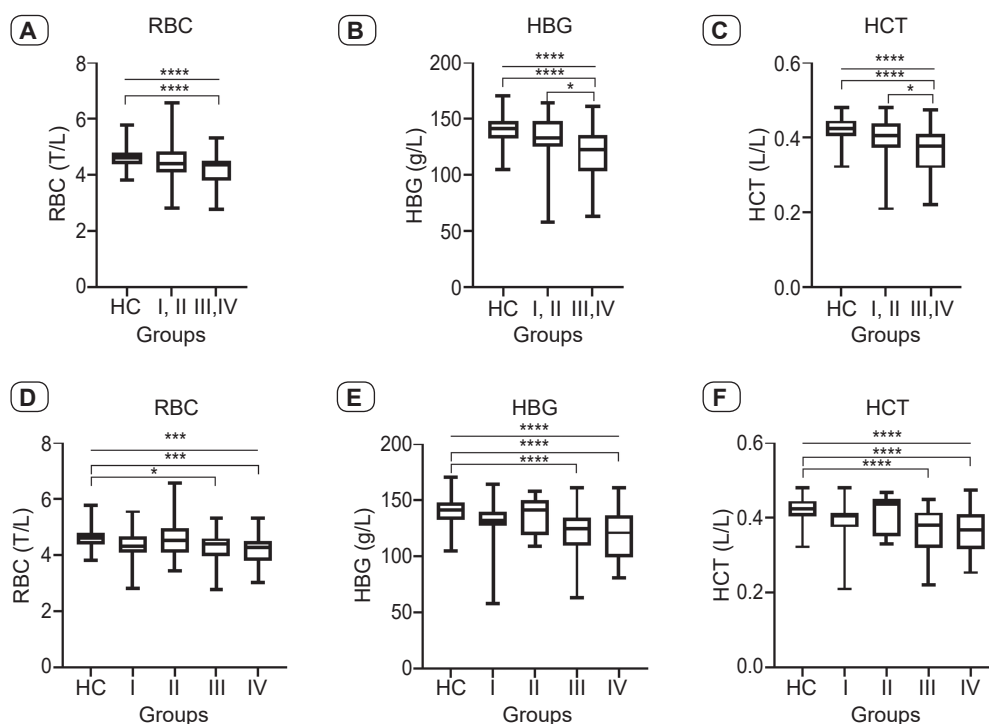 A
RBC
8
6
4
2
0
RBC (T/L)
****
****
HC I, II III,IV
Groups
B
HBG
200
150
100
50
0
HBG (g/L)
****
****
*
HC I, II III,IV
Groups
C
HCT
0.6
0.4
0.2
0.0
HCT (L/L)
****
****
*
HC I, II III,IV
Groups
D
RBC
8
6
4
2
0
RBC (T/L)
***
***
*
HC I II III IV
Groups
E
HBG
200
150
100
50
0
HBG (g/L)
****
****
****
HC I II III IV
Groups
F
HCT
0.6
0.4
0.2
0.0
HCT (L/L)
****
****
****
HC I II III IV
Groups